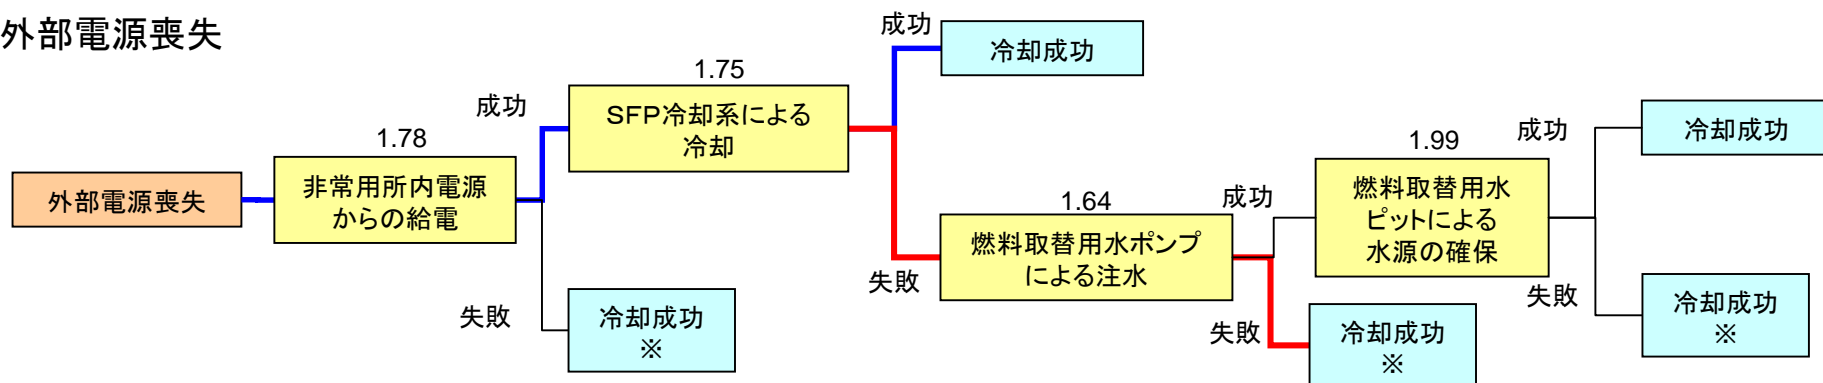 外部電源喪失
外部電源喪失
1.78
非常用所内電源
からの給電
成功
失敗
1.75
SFP冷却系による
冷却
冷却成功
※
成功
冷却成功
失敗
1.64
燃料取替用水ポンプ
による注水
成功
失敗
1.99
燃料取替用水
ピットによる
水源の確保
冷却成功
※
成功
冷却成功
失敗
冷却成功
※